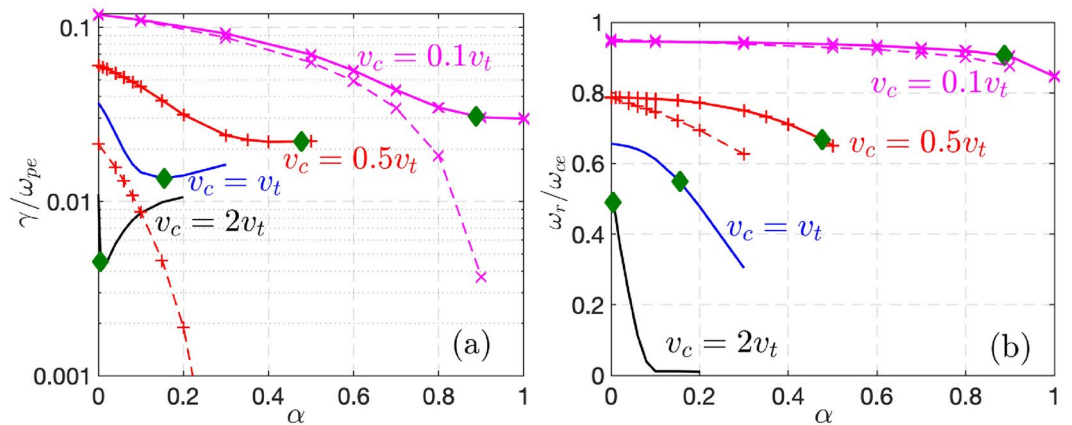 0.1
0.01
0.001
γ/ω_pe
v_c = 0.1v_t
v_c = 0.5v_t
v_c = v_t
v_c = 2v_t
(a)
0 0.2 0.4 0.6 0.8 1
α
1
0.8
0.6
0.4
0.2
0
ω_r/ω_ce
v_c = 0.1v_t
v_c = 0.5v_t
v_c = v_t
v_c = 2v_t
(b)
0 0.2 0.4 0.6 0.8 1
α